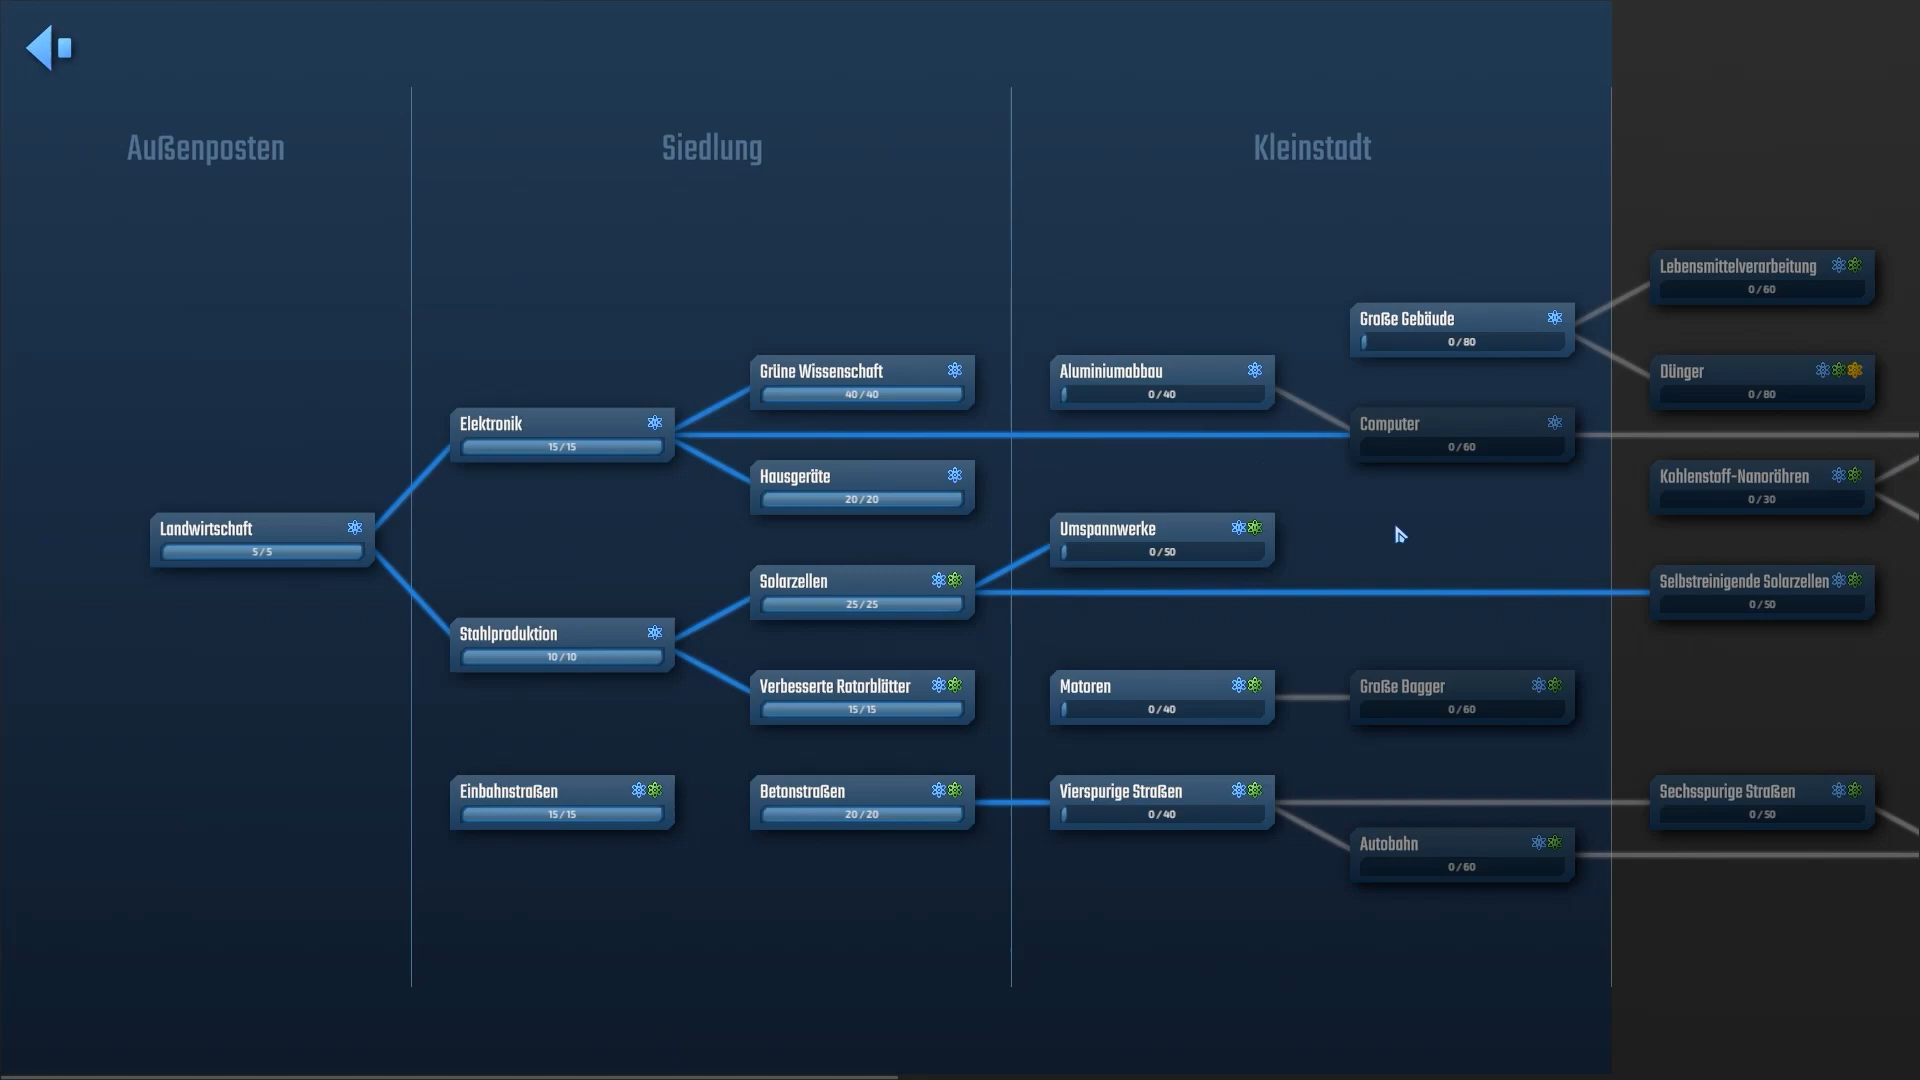 Außenposten
Siedlung
Kleinstadt
Lebensmittelverarbeitung
0/60
Große Gebäude
0/80
Grüne Wissenschaft
40/40
Aluminiumabbau
0/40
Dünger
0/80
Elektronik
15/15
Computer
0/60
Hausgeräte
20/20
Kohlenstoff-Nanoröhren
0/30
Landwirtschaft
5/5
Umspannwerke
0/50
Solarzellen
25/25
Selbstreinigende Solarzellen
0/50
Stahlproduktion
10/10
Verbesserte Rotorblätter
15/15
Motoren
0/40
Große Bagger
0/60
Einbahnstraßen
15/15
Betonstraßen
20/20
Vierspurige Straßen
0/40
Sechsspurige Straßen
0/50
Autobahn
0/60